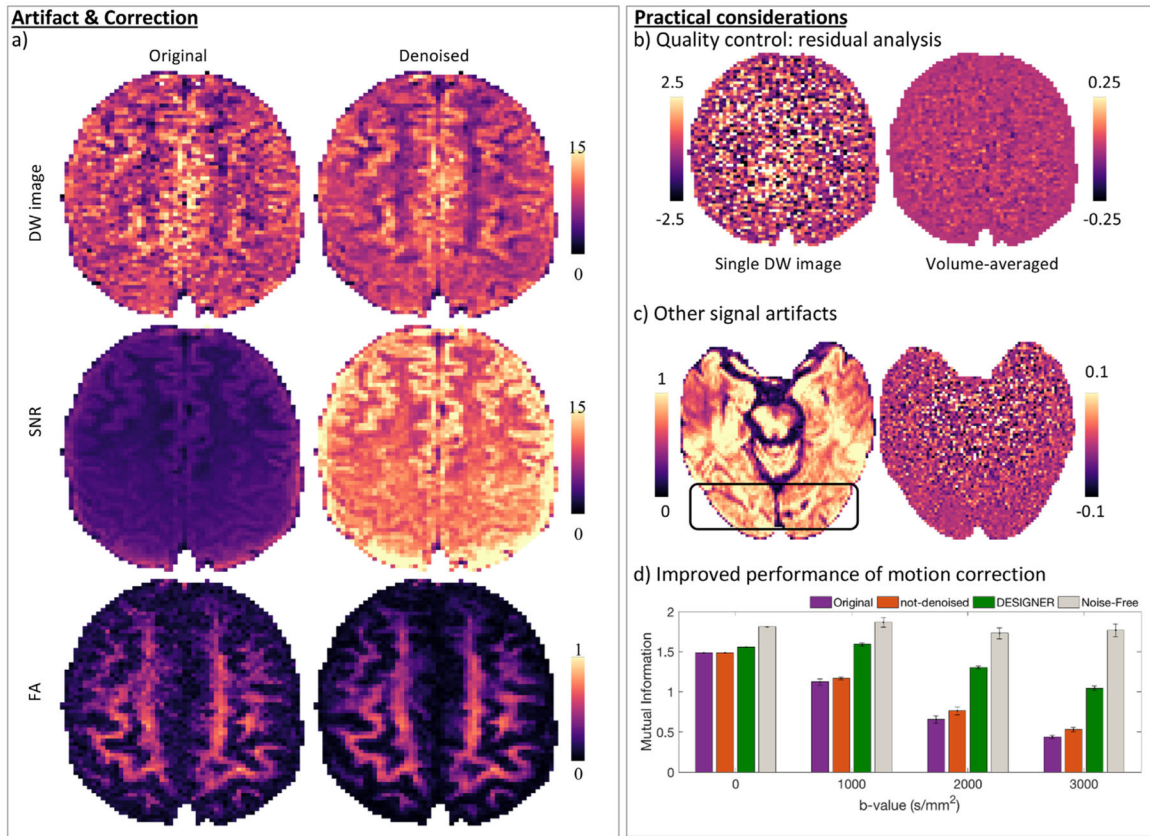 Artifact & Correction
a)
Original
Denoised
DW image
15
0
SNR
15
0
FA
1
0
Practical considerations
b) Quality control: residual analysis
2.5
-2.5
0.25
-0.25
Single DW image
Volume-averaged
c) Other signal artifacts
1
0
0.1
-0.1
d) Improved performance of motion correction
Original not-denoised DESIGNER Noise-Free
Mutual Information
2
1.5
1
0.5
0
0 1000 2000 3000
b-value (s/mm²)